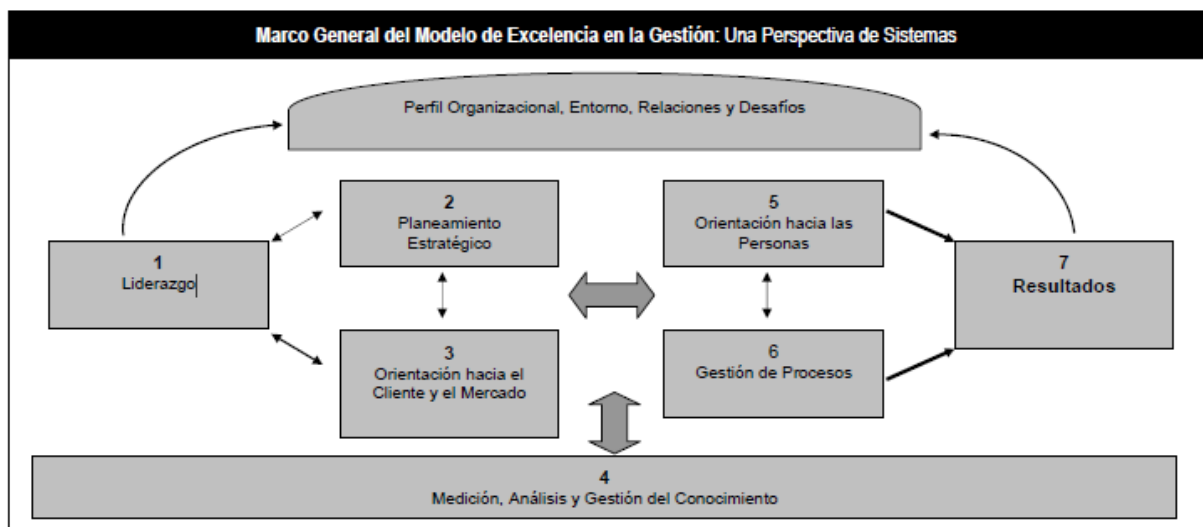 Marco General del Modelo de Excelencia en la Gestión: Una Perspectiva de Sistemas
Perfil Organizacional, Entorno, Relaciones y Desafíos
1
Liderazgo
2
Planeamiento
Estratégico
3
Orientación hacia el
Cliente y el Mercado
5
Orientación hacia las
Personas
6
Gestión de Procesos
7
Resultados
4
Medición, Análisis y Gestión del Conocimiento